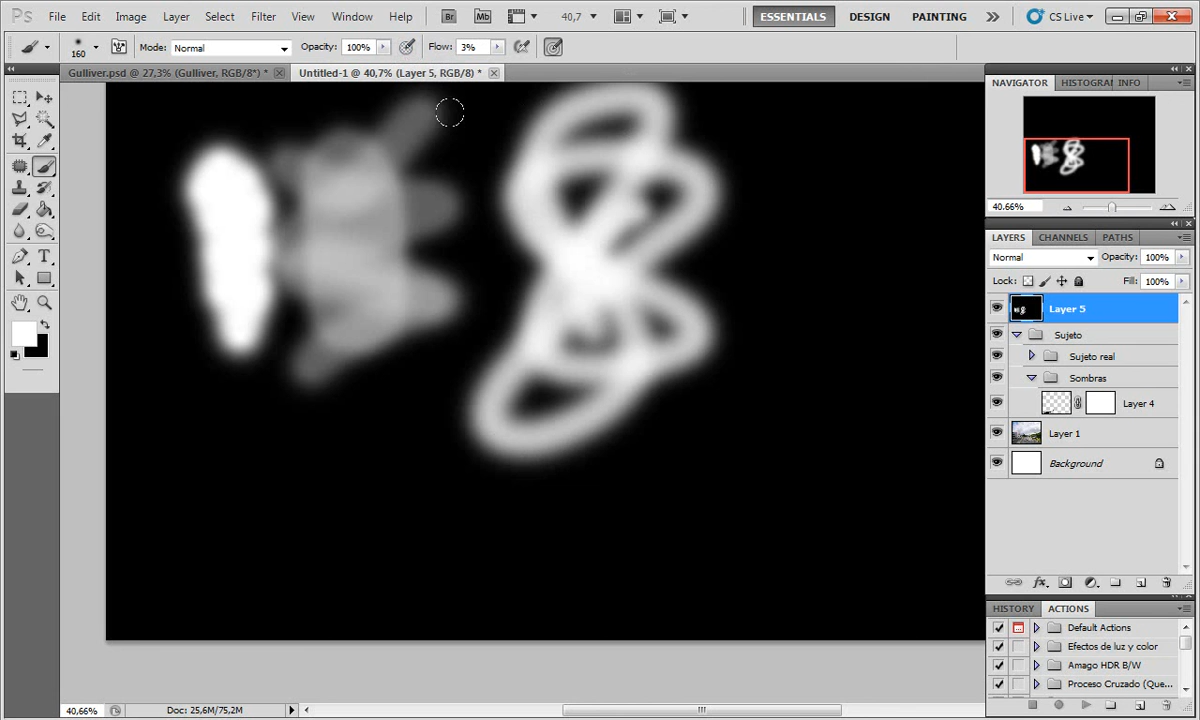 Ps File Edit Image Layer Select Filter View Window Help Br Mb 40,7 ESSENTIALS DESIGN PAINTING CS Live
160 Mode: Normal Opacity: 100% Flow: 3%
Gulliver.psd @ 27,3% (Gulliver, RGB/8*) * Untitled-1 @ 40,7% (Layer 5, RGB/8) *
NAVIGATOR HISTOGRAM INFO
40.66%
LAYERS CHANNELS PATHS
Normal Opacity: 100%
Lock: Fill: 100%
Layer 5
Sujeto
Sujeto real
Sombras
Layer 4
Layer 1
Background
fx
HISTORY ACTIONS
Default Actions
Efectos de luz y color
Amago HDR B/W
Proceso Cruzado (Que...
40,66% Doc: 25,6M/75,2M